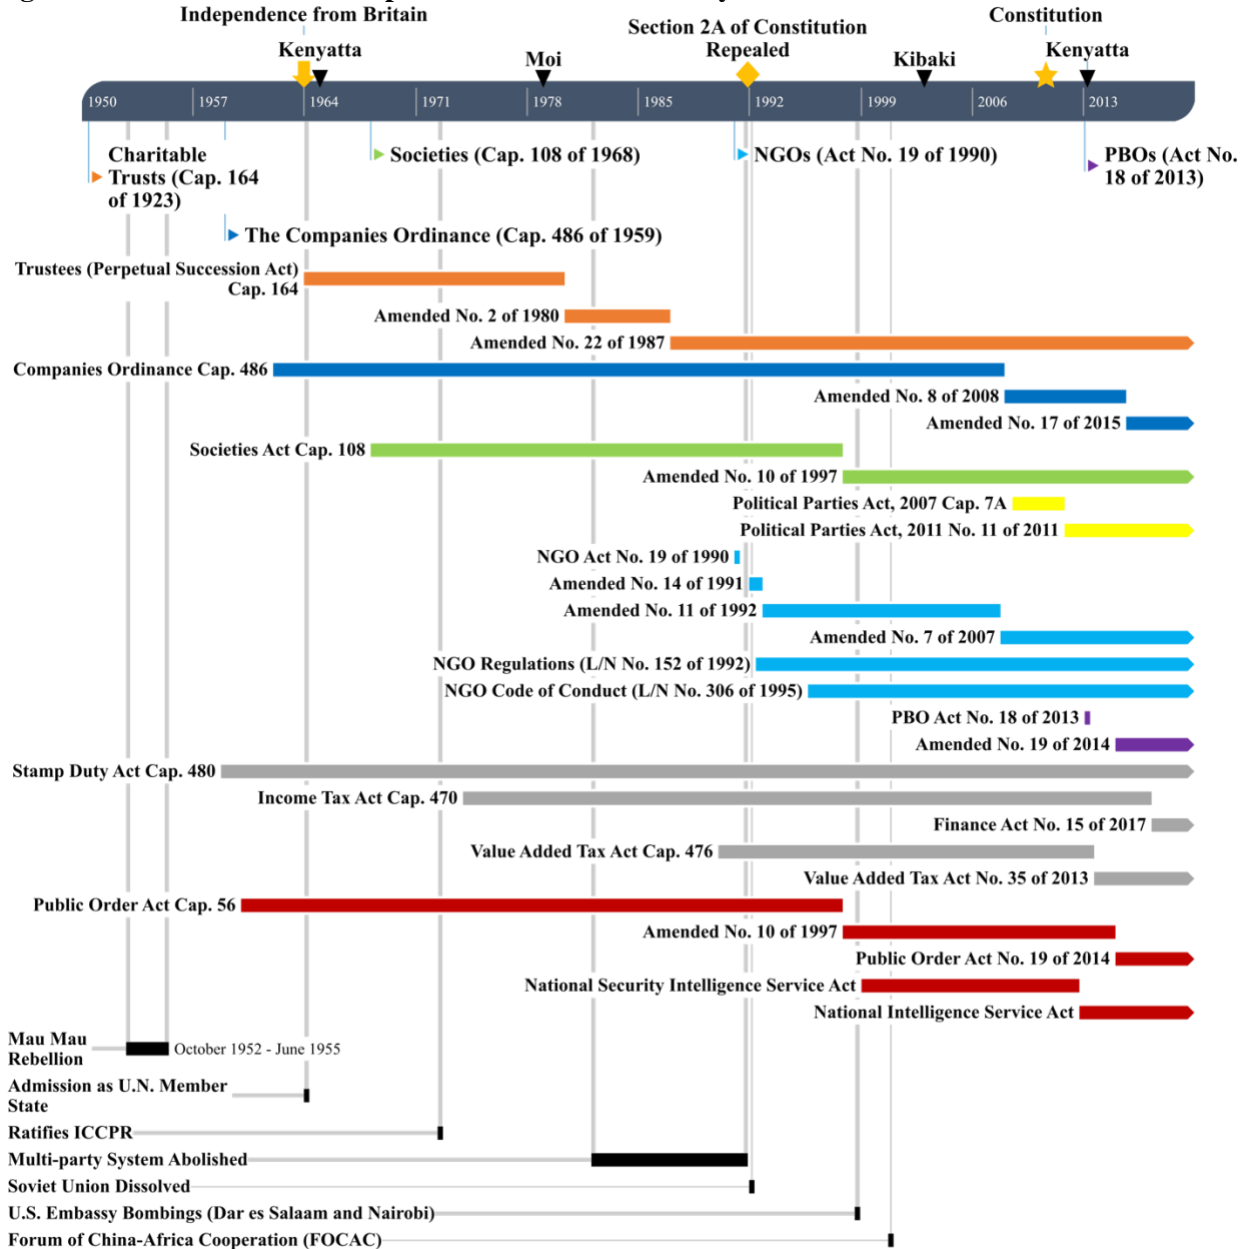 Independence from Britain
Constitution
Section 2A of Constitution
Repealed
Kenyatta
Moi
Kibaki
Kenyatta
1950
1957
1964
1971
1978
1985
1992
1999
2006
2013
Charitable
Trusts (Cap. 164
of 1923)
Societies (Cap. 108 of 1968)
NGOs (Act No. 19 of 1990)
PBOs (Act No.
18 of 2013)
The Companies Ordinance (Cap. 486 of 1959)
Trustees (Perpetual Succession Act)
Cap. 164
Amended No. 2 of 1980
Amended No. 22 of 1987
Companies Ordinance Cap. 486
Amended No. 8 of 2008
Amended No. 17 of 2015
Societies Act Cap. 108
Amended No. 10 of 1997
Political Parties Act, 2007 Cap. 7A
Political Parties Act, 2011 No. 11 of 2011
NGO Act No. 19 of 1990
Amended No. 14 of 1991
Amended No. 11 of 1992
Amended No. 7 of 2007
NGO Regulations (L/N No. 152 of 1992)
NGO Code of Conduct (L/N No. 306 of 1995)
PBO Act No. 18 of 2013
Amended No. 19 of 2014
Stamp Duty Act Cap. 480
Income Tax Act Cap. 470
Finance Act No. 15 of 2017
Value Added Tax Act Cap. 476
Value Added Tax Act No. 35 of 2013
Public Order Act Cap. 56
Amended No. 10 of 1997
Public Order Act No. 19 of 2014
National Security Intelligence Service Act
National Intelligence Service Act
Mau Mau
Rebellion
October 1952 - June 1955
Admission as U.N. Member
State
Ratifies ICCPR
Multi-party System Abolished
Soviet Union Dissolved
U.S. Embassy Bombings (Dar es Salaam and Nairobi)
Forum of China-Africa Cooperation (FOCAC)